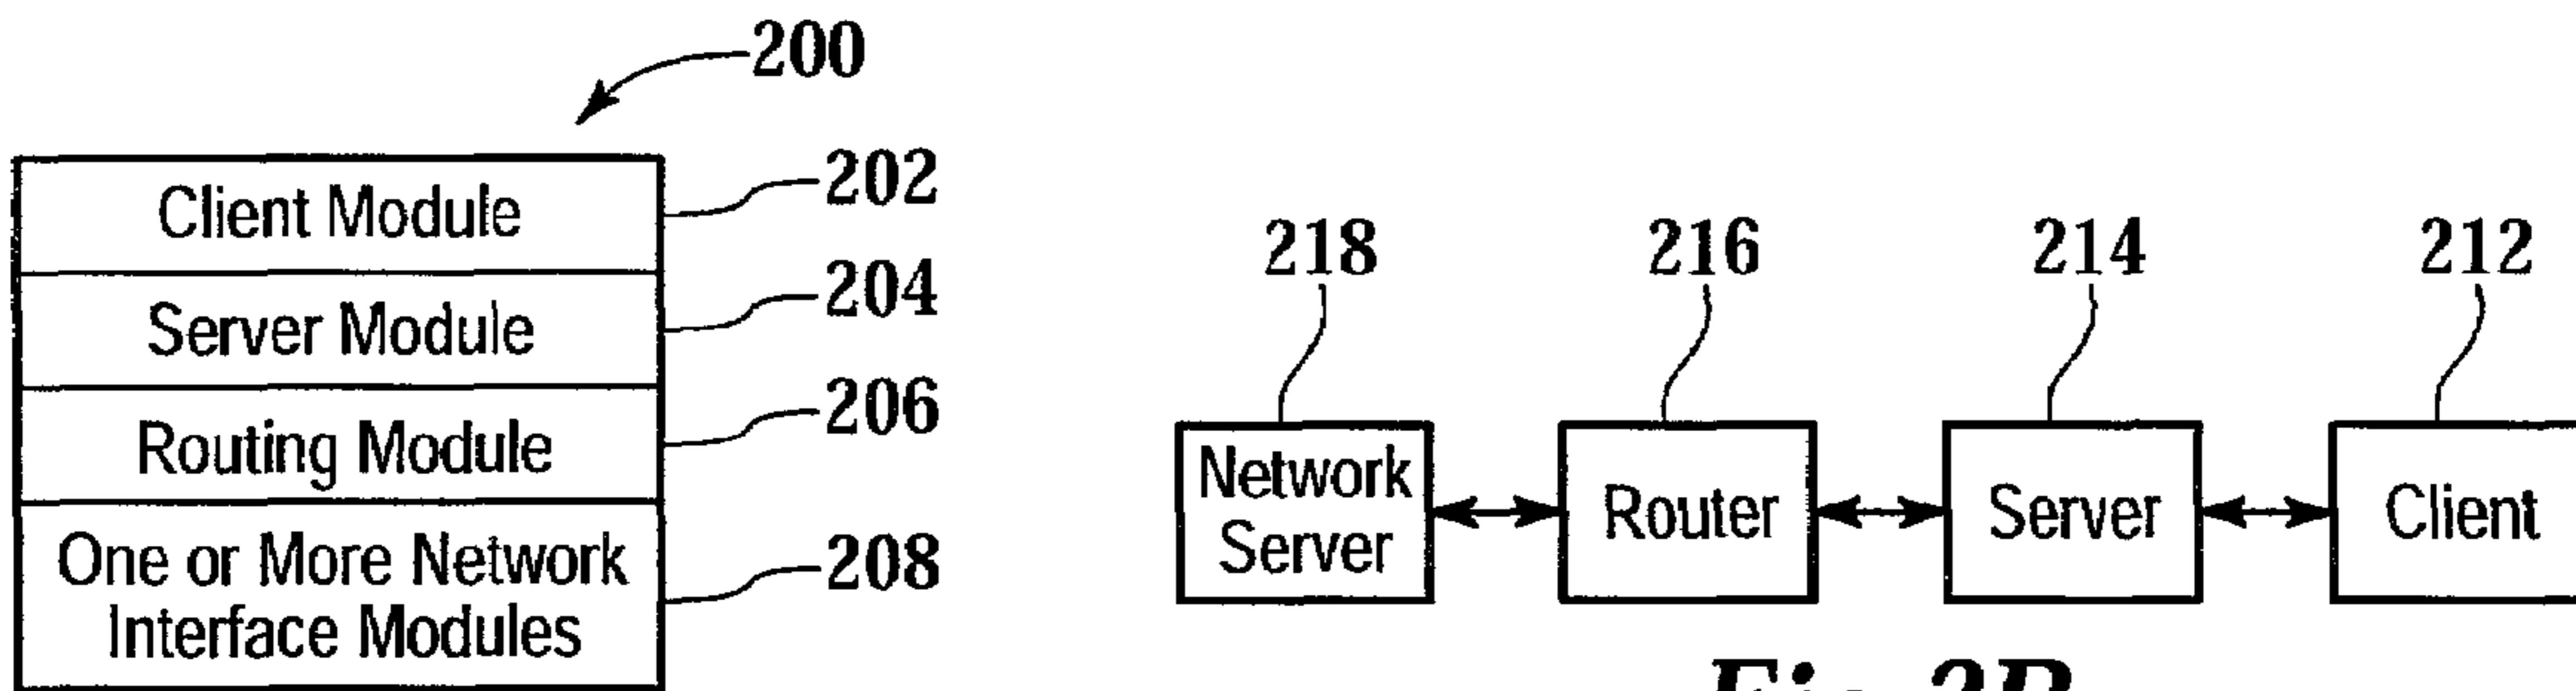 200
Client Module
202
Server Module
204
Routing Module
206
One or More Network
Interface Modules
208
218
216
214
212
Network
Server
Router
Server
Client